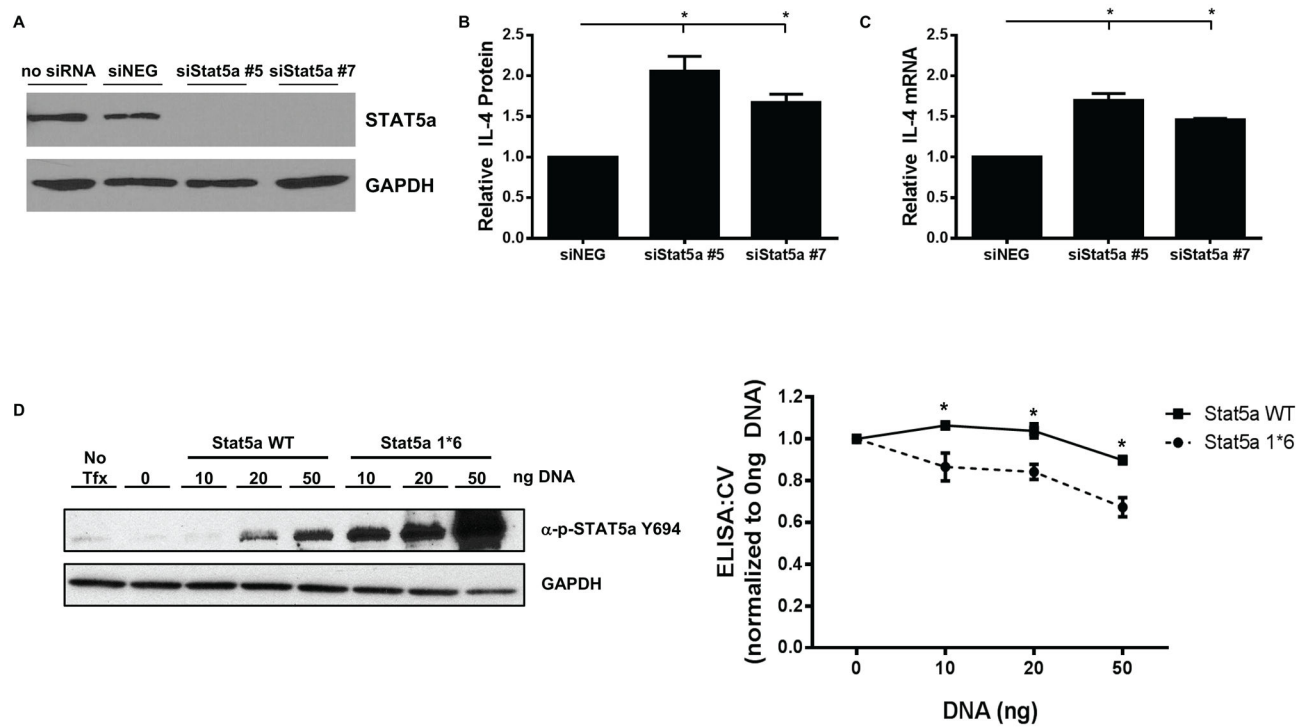 A
no siRNA siNEG siStat5a #5 siStat5a #7
STAT5a
GAPDH
B
* *
Relative IL-4 Protein
2.5
2.0
1.5
1.0
0.5
0.0
siNEG siStat5a #5 siStat5a #7
C
* *
Relative IL-4 mRNA
2.5
2.0
1.5
1.0
0.5
0.0
siNEG siStat5a #5 siStat5a #7
D
Stat5a WT Stat5a 1*6
No
Tfx 0 10 20 50 10 20 50 ng DNA
α-p-STAT5a Y694
GAPDH
ELISA:CV
(normalized to 0ng DNA)
1.2
1.0
0.8
0.6
0.4
0.2
0.0
* * *
0 10 20 50
DNA (ng)
Stat5a WT
Stat5a 1*6